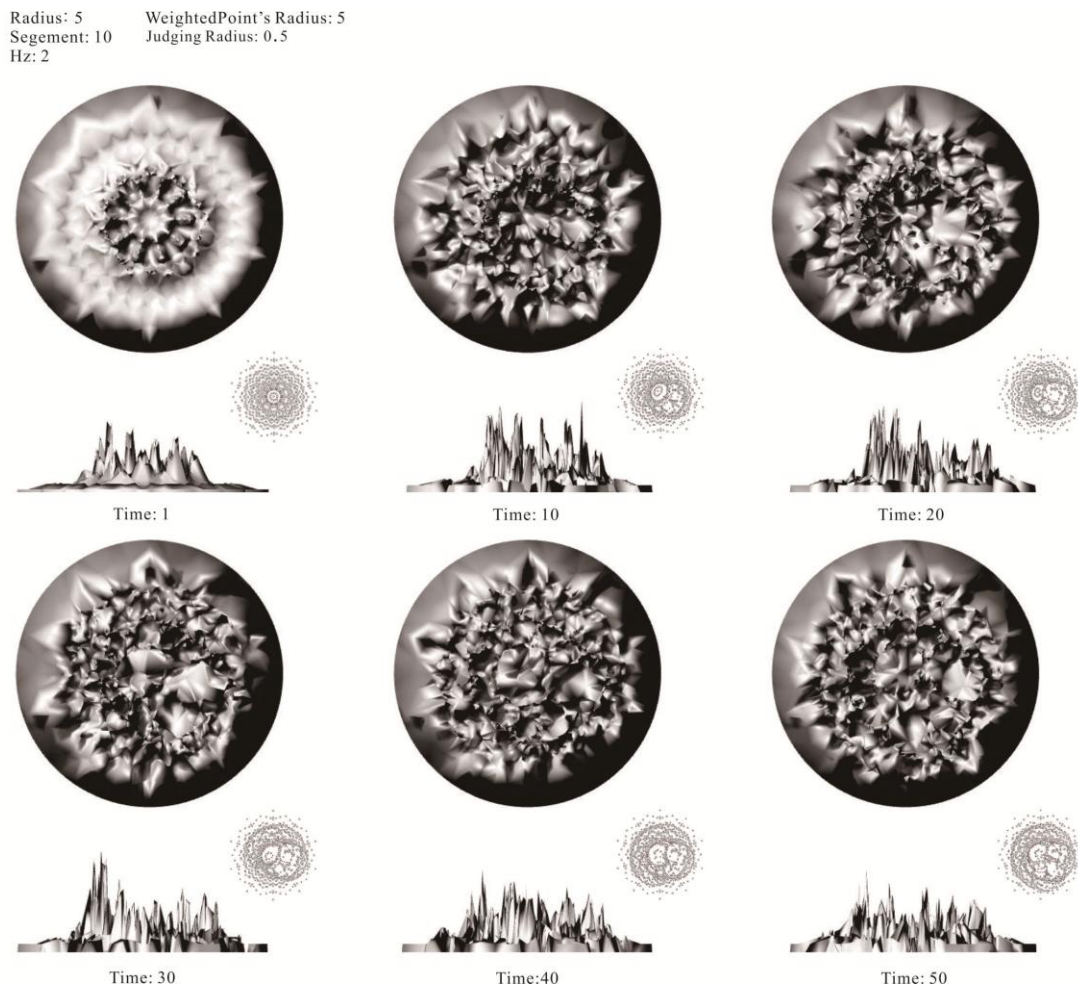 Radius: 5 WeightedPoint's Radius: 5
Segement: 10 Judging Radius: 0.5
Hz: 2
Time: 1 Time: 10 Time: 20
Time: 30 Time:40 Time: 50